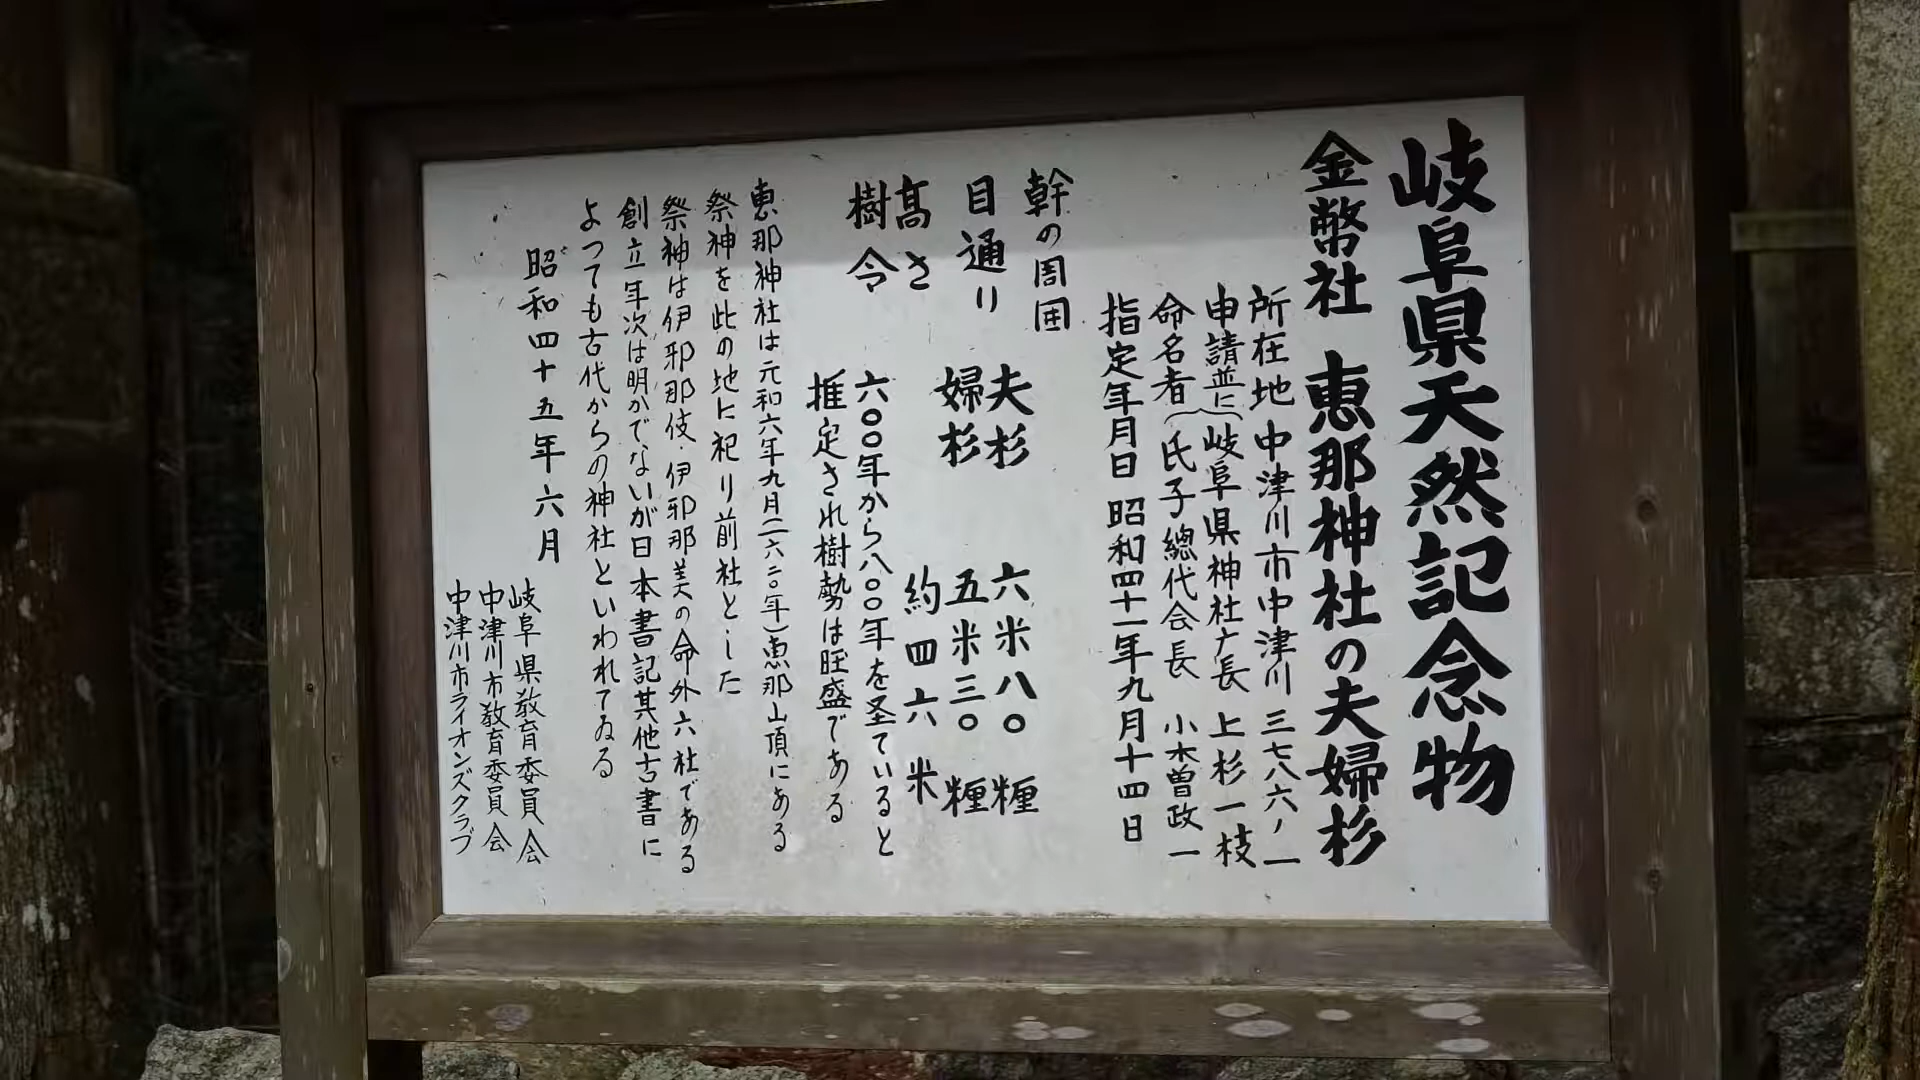 岐阜県天然記念物
金幣社 恵那神社の夫婦杉
所在地 中津川市中津川 三七八六ノ一
申請並に(岐阜県神社庁長 上杉一枝
命名者(氏子總代会長 小木曽政一
指定年月日 昭和四十一年九月十四日
幹の周囲
目通り 夫杉 六米八〇糎
婦杉 五米三〇糎
髙さ 約四六米
樹令 六〇〇年から八〇〇年を圣ていると
推定され樹勢は旺盛である
恵那神社は元和六年九月(一六二〇年)恵那山頂にある
祭神を此の地に祀り前社とした
祭神は伊邪那伎・伊邪那美の命外六社である
創立年次は明かでないが日本書記其他古書に
よつても古代からの神社といわれてゐる
昭和四十五年六月
岐阜県教育委員会
中津川市教育委員会
中津川市ライオンズクラブ